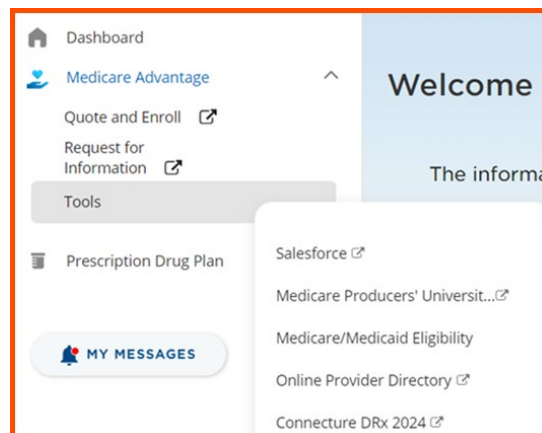 Dashboard
Medicare Advantage
Quote and Enroll
Request for
Information
Tools
Prescription Drug Plan
MY MESSAGES
Welcome
The informa
Salesforce
Medicare Producers' Universit...
Medicare/Medicaid Eligibility
Online Provider Directory
Connecture DRx 2024